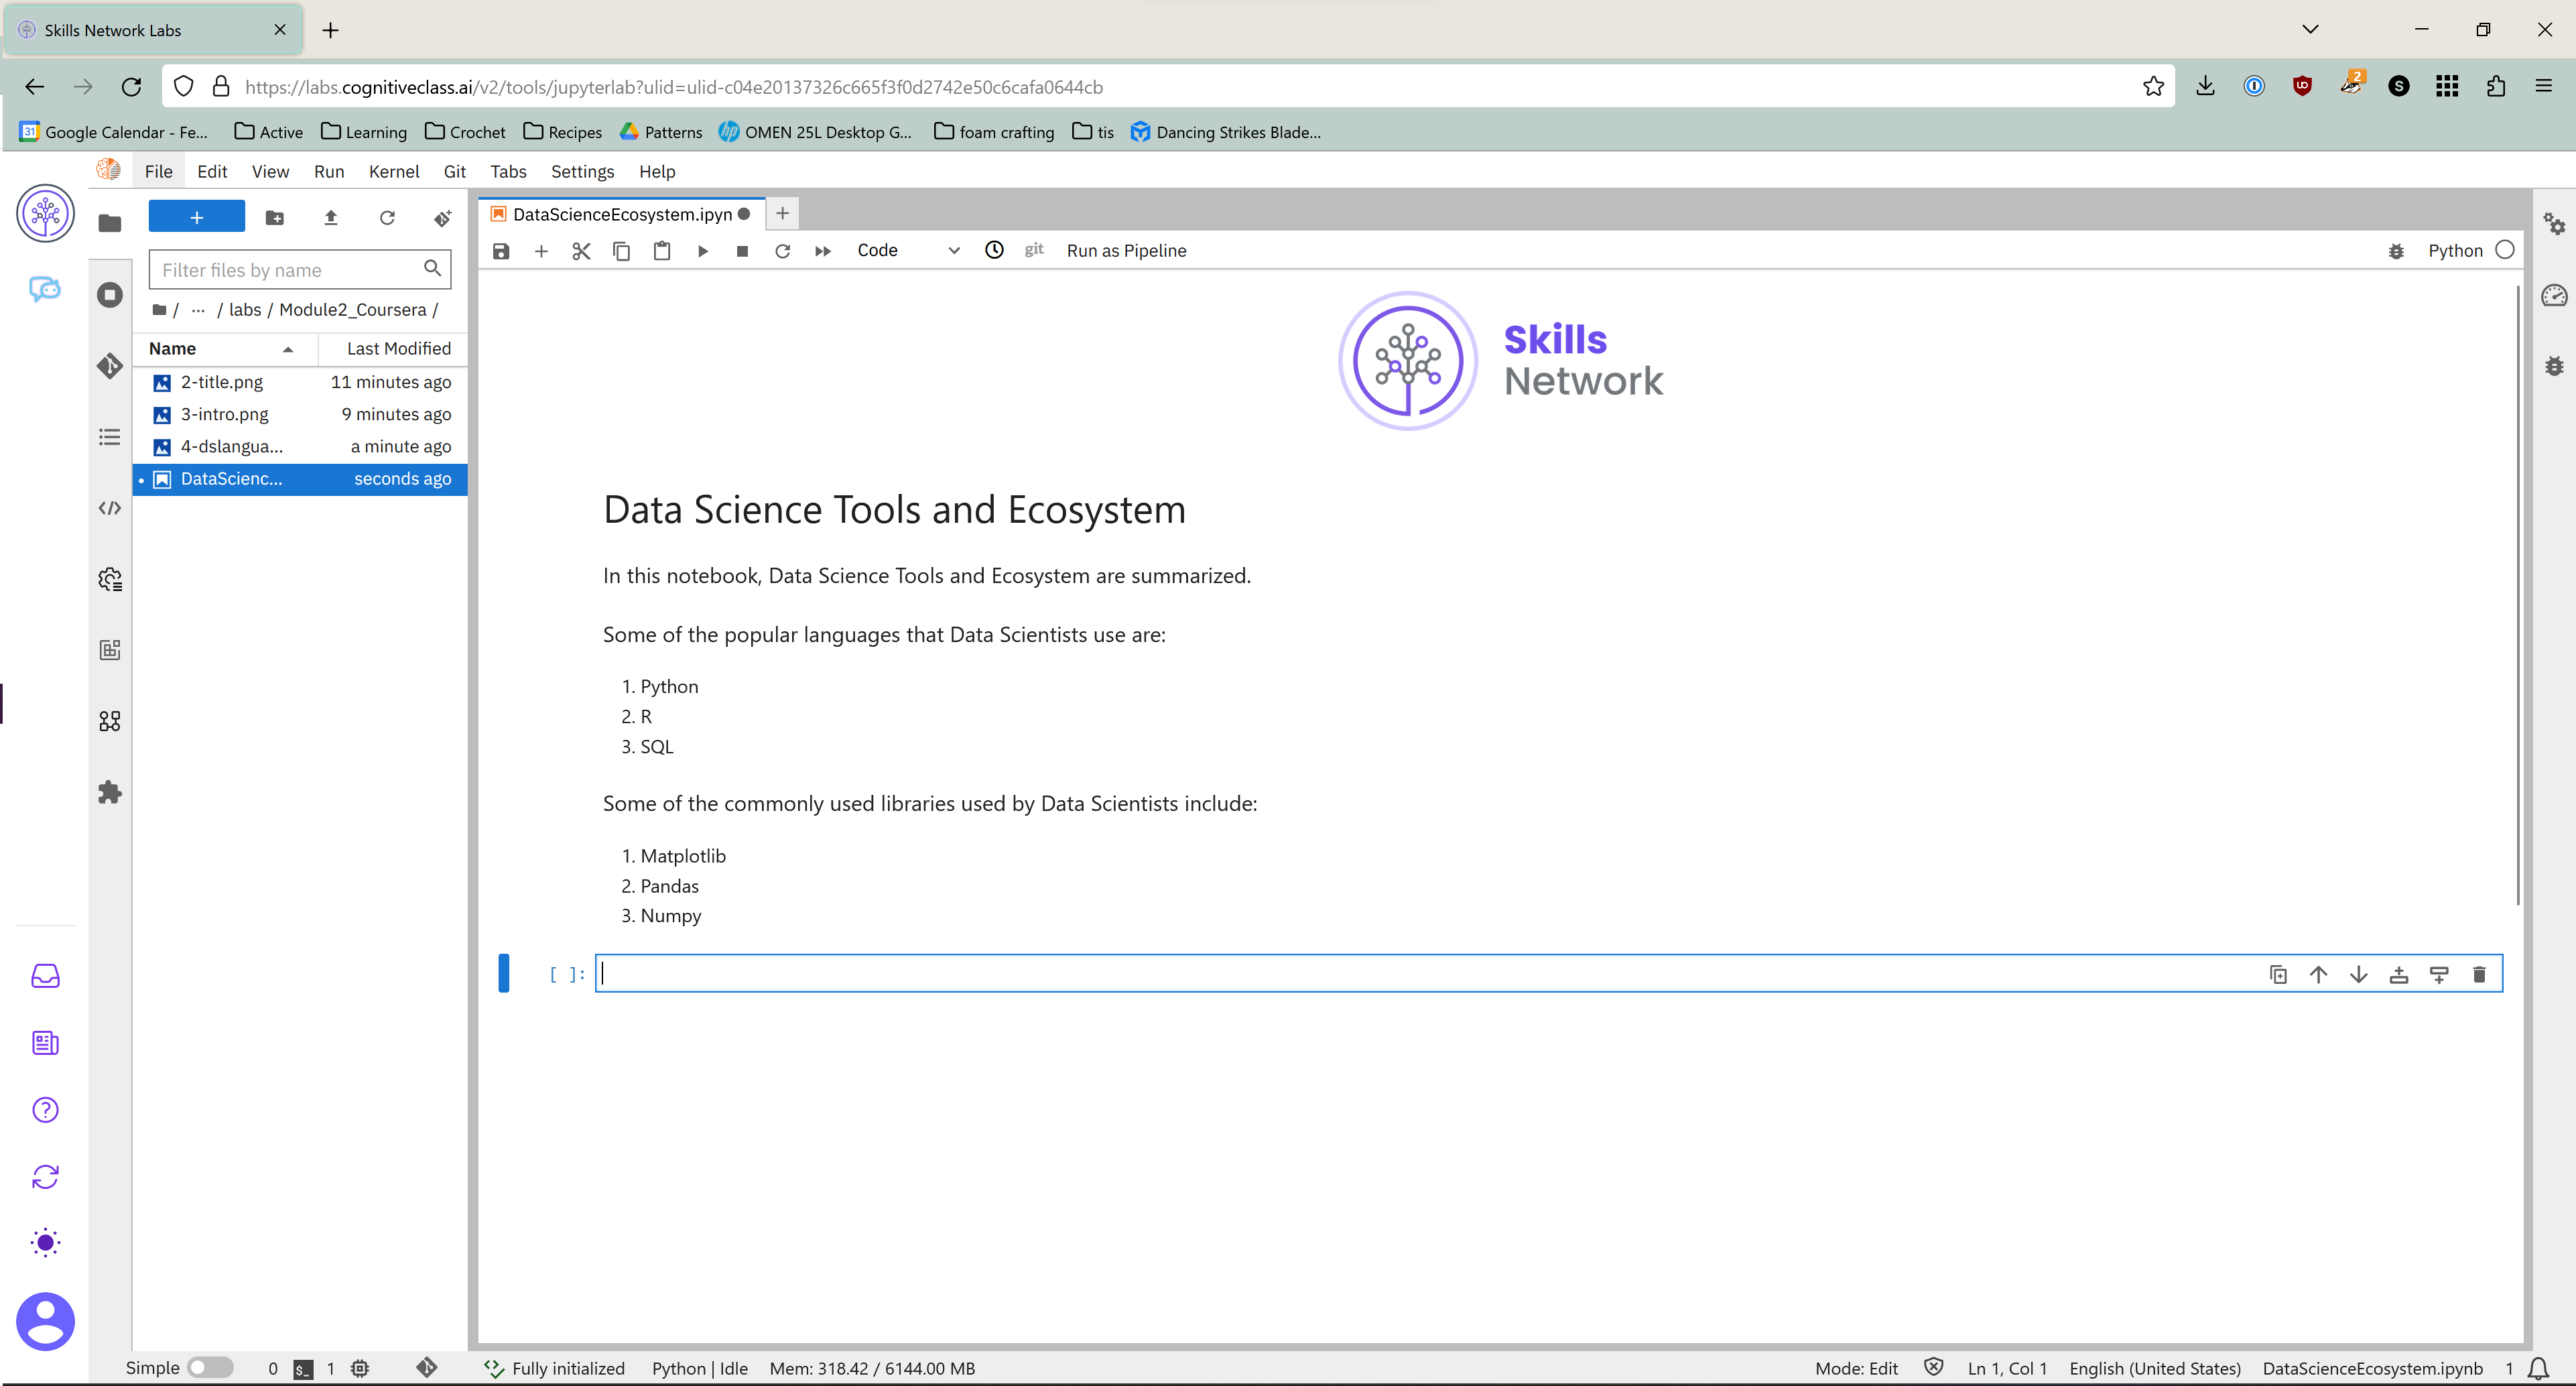 Skills Network Labs
https://labs.cognitiveclass.ai/v2/tools/jupyterlab?ulid=ulid-c04e20137326c665f3f0d2742e50c6cafa0644cb
2
S
31 Google Calendar - Fe...
Active
Learning
Crochet
Recipes
Patterns
OMEN 25L Desktop G...
foam crafting
tis
Dancing Strikes Blade...
File Edit View Run Kernel Git Tabs Settings Help
DataScienceEcosystem.ipyn
Code
git
Run as Pipeline
Python
Filter files by name
/ ... / labs / Module2_Coursera /
Name Last Modified
2-title.png 11 minutes ago
3-intro.png 9 minutes ago
4-dslangua... a minute ago
DataScienc... seconds ago
Skills
Network
Data Science Tools and Ecosystem
In this notebook, Data Science Tools and Ecosystem are summarized.
Some of the popular languages that Data Scientists use are:
1. Python
2. R
3. SQL
Some of the commonly used libraries used by Data Scientists include:
1. Matplotlib
2. Pandas
3. Numpy
[ ]:
Simple 0 $_ 1 Fully initialized Python | Idle Mem: 318.42 / 6144.00 MB Mode: Edit Ln 1, Col 1 English (United States) DataScienceEcosystem.ipynb 1